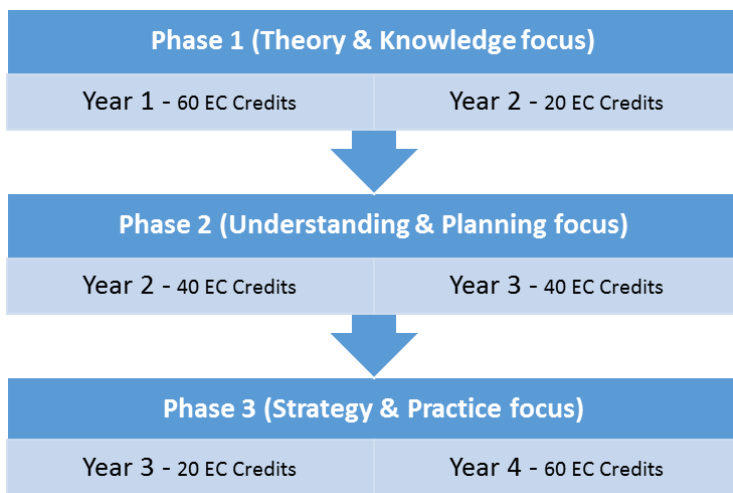 Phase 1 (Theory & Knowledge focus)
Year 1 - 60 EC Credits
Year 2 - 20 EC Credits
Phase 2 (Understanding & Planning focus)
Year 2 - 40 EC Credits
Year 3 - 40 EC Credits
Phase 3 (Strategy & Practice focus)
Year 3 - 20 EC Credits
Year 4 - 60 EC Credits